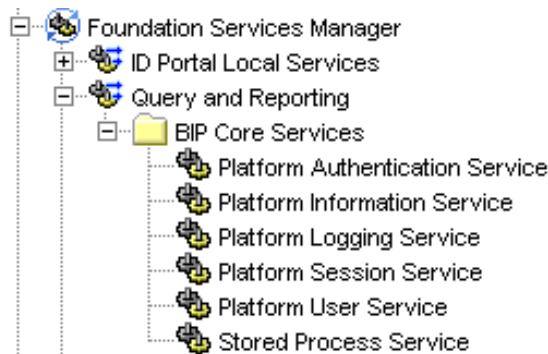 Foundation Services Manager
ID Portal Local Services
Query and Reporting
BIP Core Services
Platform Authentication Service
Platform Information Service
Platform Logging Service
Platform Session Service
Platform User Service
Stored Process Service